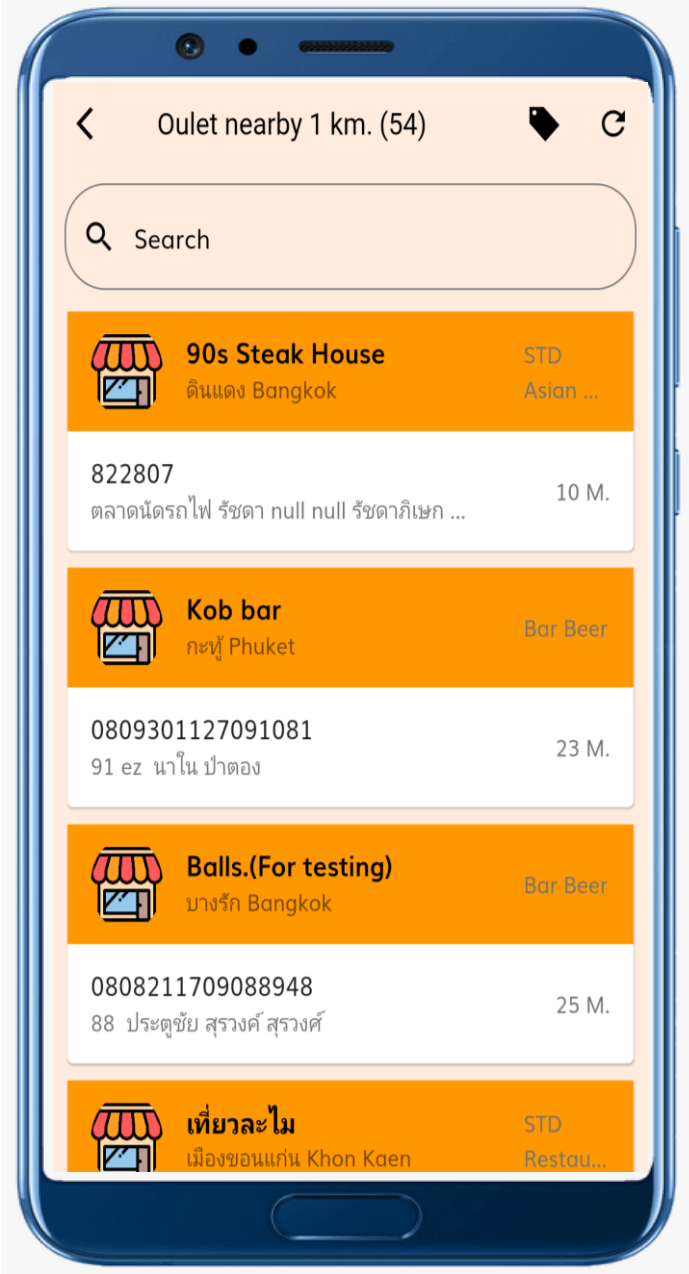 Oulet nearby 1 km. (54)
Search
90s Steak House
STD
ดินแดง Bangkok
Asian ...
822807
10 M.
ตลาดนัดรถไฟ รัชดา null null รัชดาภิเษก ...
Kob bar
Bar Beer
กะทู้ Phuket
0809301127091081
23 M.
91 ez นาใน ป่าตอง
Balls.(For testing)
Bar Beer
บางรัก Bangkok
0808211709088948
25 M.
88 ประตูชัย สุรวงค์ สุรวงศ์
เที่ยวละไม
STD
เมืองขอนแก่น Khon Kaen
Restau...